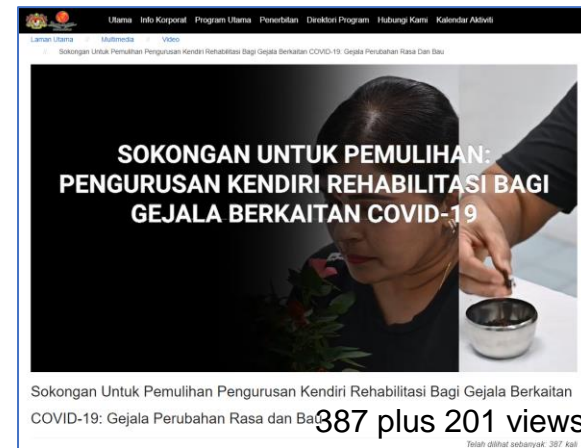 Utama Info Korporat Program Utama Penerbitan Direktori Program Hubungi Kami Kalendar Aktiviti
Laman Utama // Multimedia // Video
// Sokongan Untuk Pemulihan Pengurusan Kendiri Rehabilitasi Bagi Gejala Berkaitan COVID-19: Gejala Perubahan Rasa Dan Bau
SOKONGAN UNTUK PEMULIHAN:
PENGURUSAN KENDIRI REHABILITASI BAGI
GEJALA BERKAITAN COVID-19
Sokongan Untuk Pemulihan Pengurusan Kendiri Rehabilitasi Bagi Gejala Berkaitan
COVID-19: Gejala Perubahan Rasa dan Bau
387 plus 201 views
Telah dilihat sebanyak: 387 kali